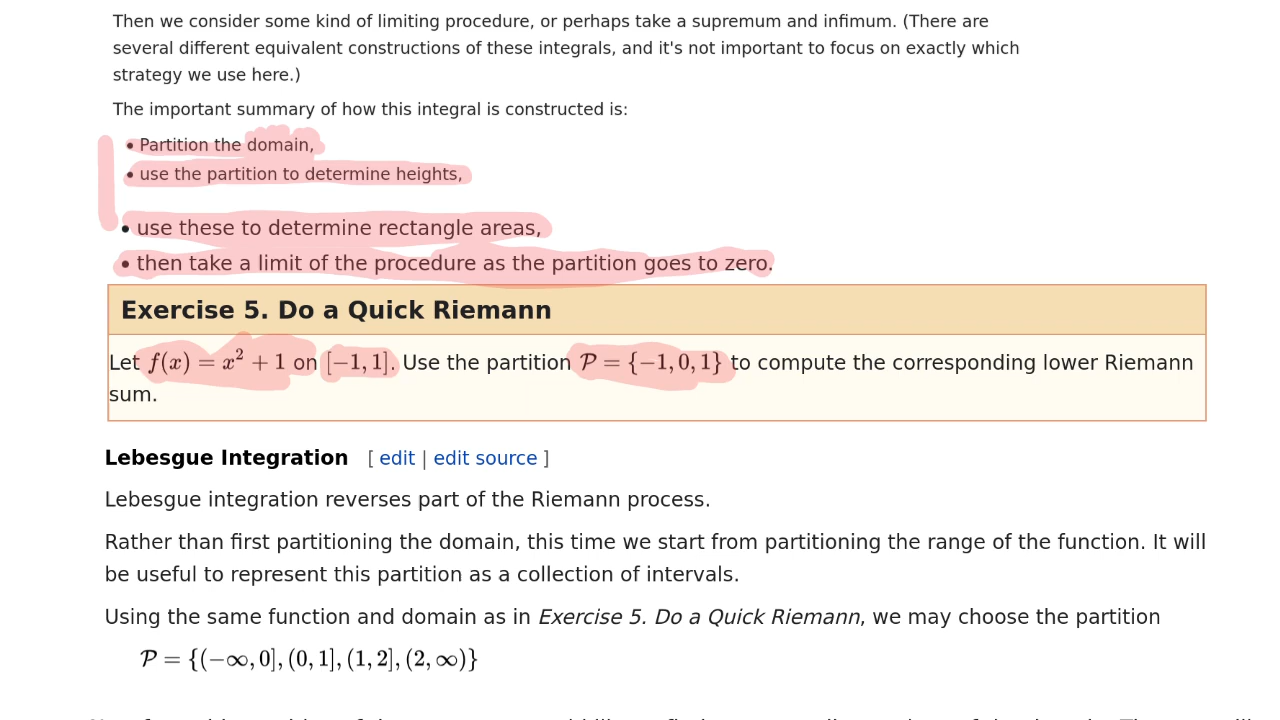 Then we consider some kind of limiting procedure, or perhaps take a supremum and infimum. (There are
several different equivalent constructions of these integrals, and it's not important to focus on exactly which
strategy we use here.)
The important summary of how this integral is constructed is:
• Partition the domain,
• use the partition to determine heights,
• use these to determine rectangle areas,
• then take a limit of the procedure as the partition goes to zero.
Exercise 5. Do a Quick Riemann
Let f(x) = x² + 1 on [−1, 1]. Use the partition 𝒫 = {−1, 0, 1} to compute the corresponding lower Riemann
sum.
Lebesgue Integration [ edit | edit source ]
Lebesgue integration reverses part of the Riemann process.
Rather than first partitioning the domain, this time we start from partitioning the range of the function. It will
be useful to represent this partition as a collection of intervals.
Using the same function and domain as in Exercise 5. Do a Quick Riemann, we may choose the partition
𝒫 = {(−∞, 0], (0, 1], (1, 2], (2, ∞)}